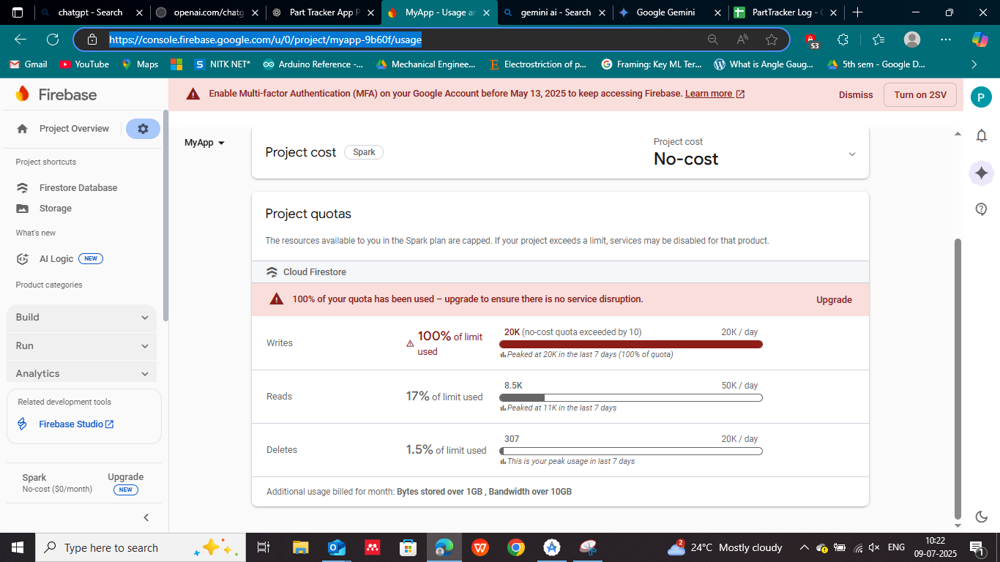 chatgpt - Search
openai.com/chatg
Part Tracker App P
MyApp - Usage an
gemini ai - Search
Google Gemini
PartTracker Log - G
https://console.firebase.google.com/u/0/project/myapp-9b60f/usage
53
Gmail
YouTube
Maps
NITK NET*
Arduino Reference -...
Mechanical Enginee...
Electrostriction of p...
Framing: Key ML Ter...
What is Angle Gaug...
5th sem - Google D...
Firebase
Enable Multi-factor Authentication (MFA) on your Google Account before May 13, 2025 to keep accessing Firebase. Learn more
Dismiss
Turn on 2SV
P
Project Overview
MyApp
Project shortcuts
Firestore Database
Storage
What's new
AI Logic NEW
Product categories
Build
Run
Analytics
Related development tools
Firebase Studio
Spark
No-cost ($0/month)
Upgrade
NEW
Project cost Spark
Project cost
No-cost
Project quotas
The resources available to you in the Spark plan are capped. If your project exceeds a limit, services may be disabled for that product.
Cloud Firestore
100% of your quota has been used – upgrade to ensure there is no service disruption.
Upgrade
Writes
100% of limit
used
20K (no-cost quota exceeded by 10) 20K / day
Peaked at 20K in the last 7 days (100% of quota)
Reads
17% of limit used
8.5K 50K / day
Peaked at 11K in the last 7 days
Deletes
1.5% of limit used
307 20K / day
This is your peak usage in last 7 days
Additional usage billed for month: Bytes stored over 1GB , Bandwidth over 10GB
Type here to search
24°C Mostly cloudy
ENG
10:22
09-07-2025
1